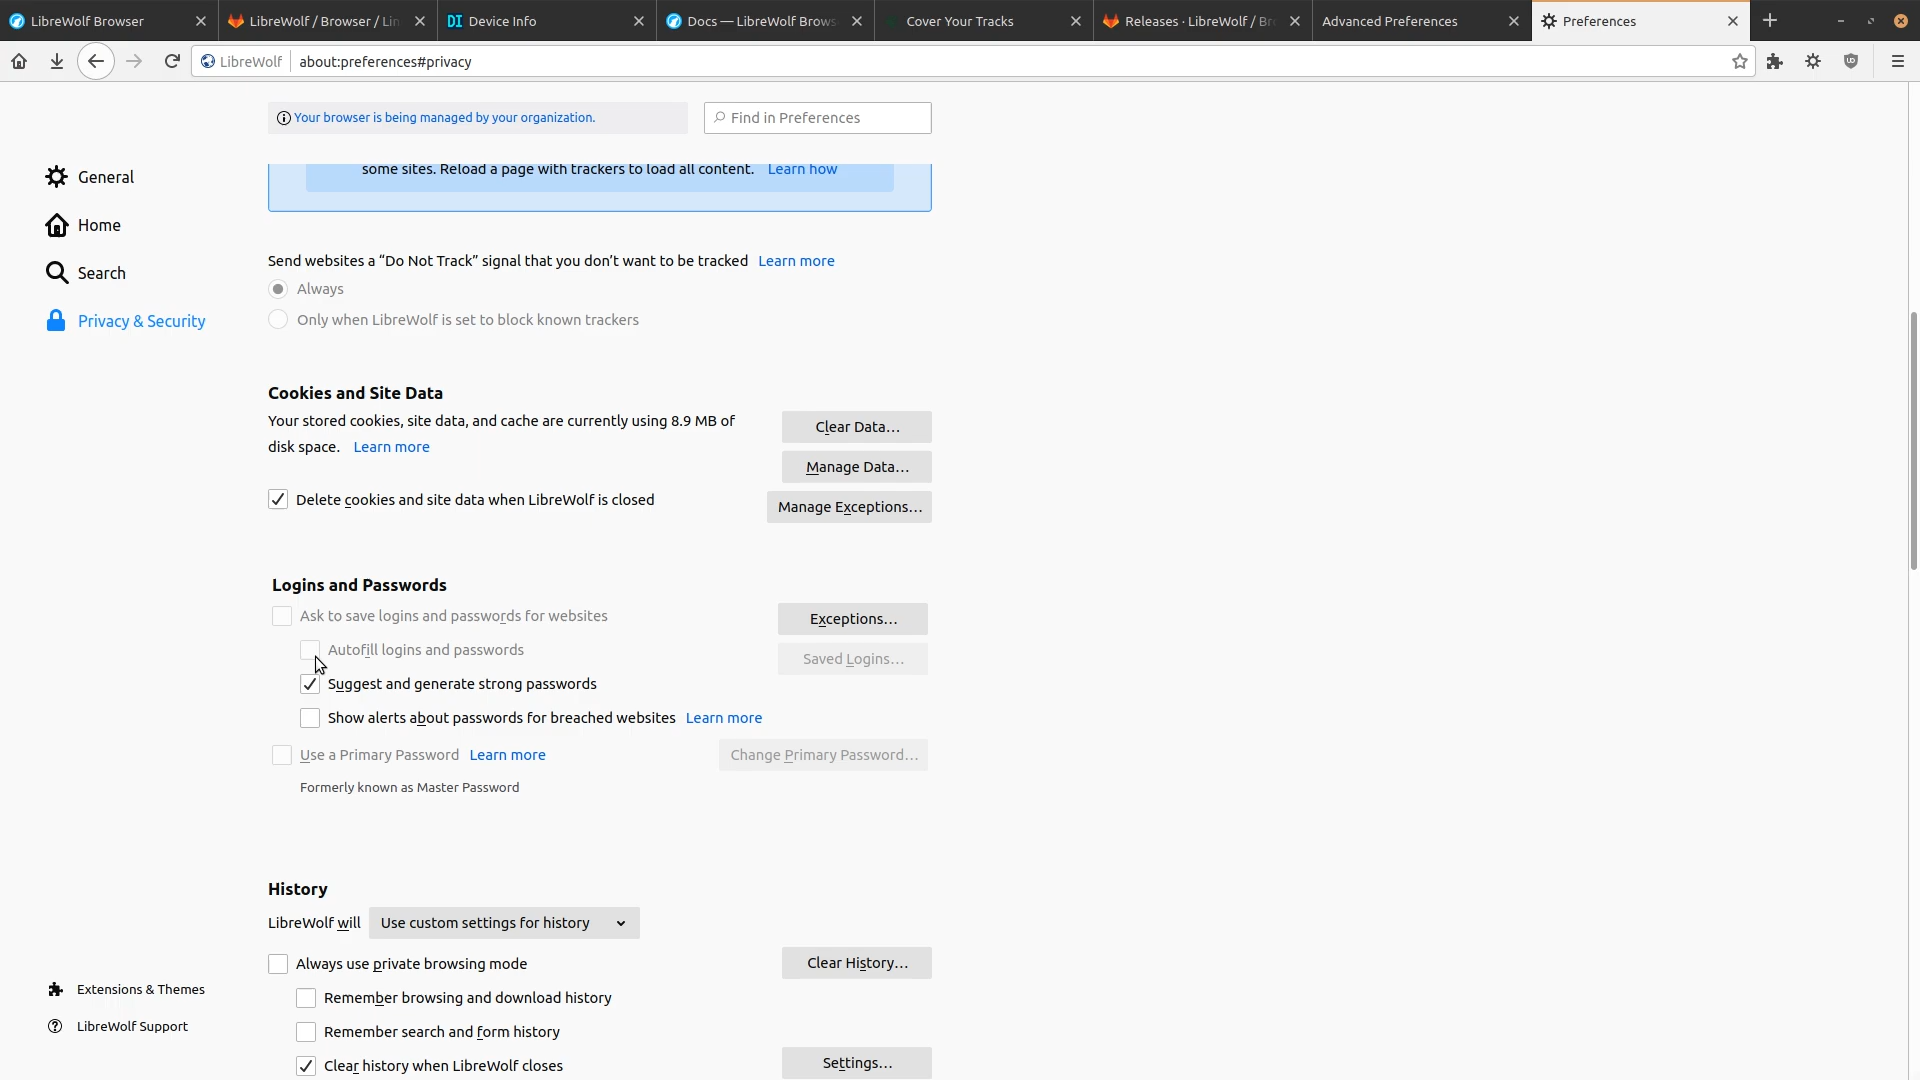 LibreWolf Browser
LibreWolf / Browser / Lin
DI Device Info
Docs — LibreWolf Brows
Cover Your Tracks
Releases · LibreWolf / Br
Advanced Preferences
Preferences
LibreWolf about:preferences#privacy
Your browser is being managed by your organization.
Find in Preferences
General
Home
Search
Privacy & Security
some sites. Reload a page with trackers to load all content. Learn how
Send websites a “Do Not Track” signal that you don’t want to be tracked Learn more
Always
Only when LibreWolf is set to block known trackers
Cookies and Site Data
Your stored cookies, site data, and cache are currently using 8.9 MB of
disk space. Learn more
Clear Data…
Manage Data…
Delete cookies and site data when LibreWolf is closed
Manage Exceptions…
Logins and Passwords
Ask to save logins and passwords for websites
Exceptions…
Autofill logins and passwords
Saved Logins…
Suggest and generate strong passwords
Show alerts about passwords for breached websites Learn more
Use a Primary Password Learn more
Change Primary Password…
Formerly known as Master Password
History
LibreWolf will Use custom settings for history
Always use private browsing mode
Clear History…
Remember browsing and download history
Remember search and form history
Clear history when LibreWolf closes
Settings…
Extensions & Themes
LibreWolf Support